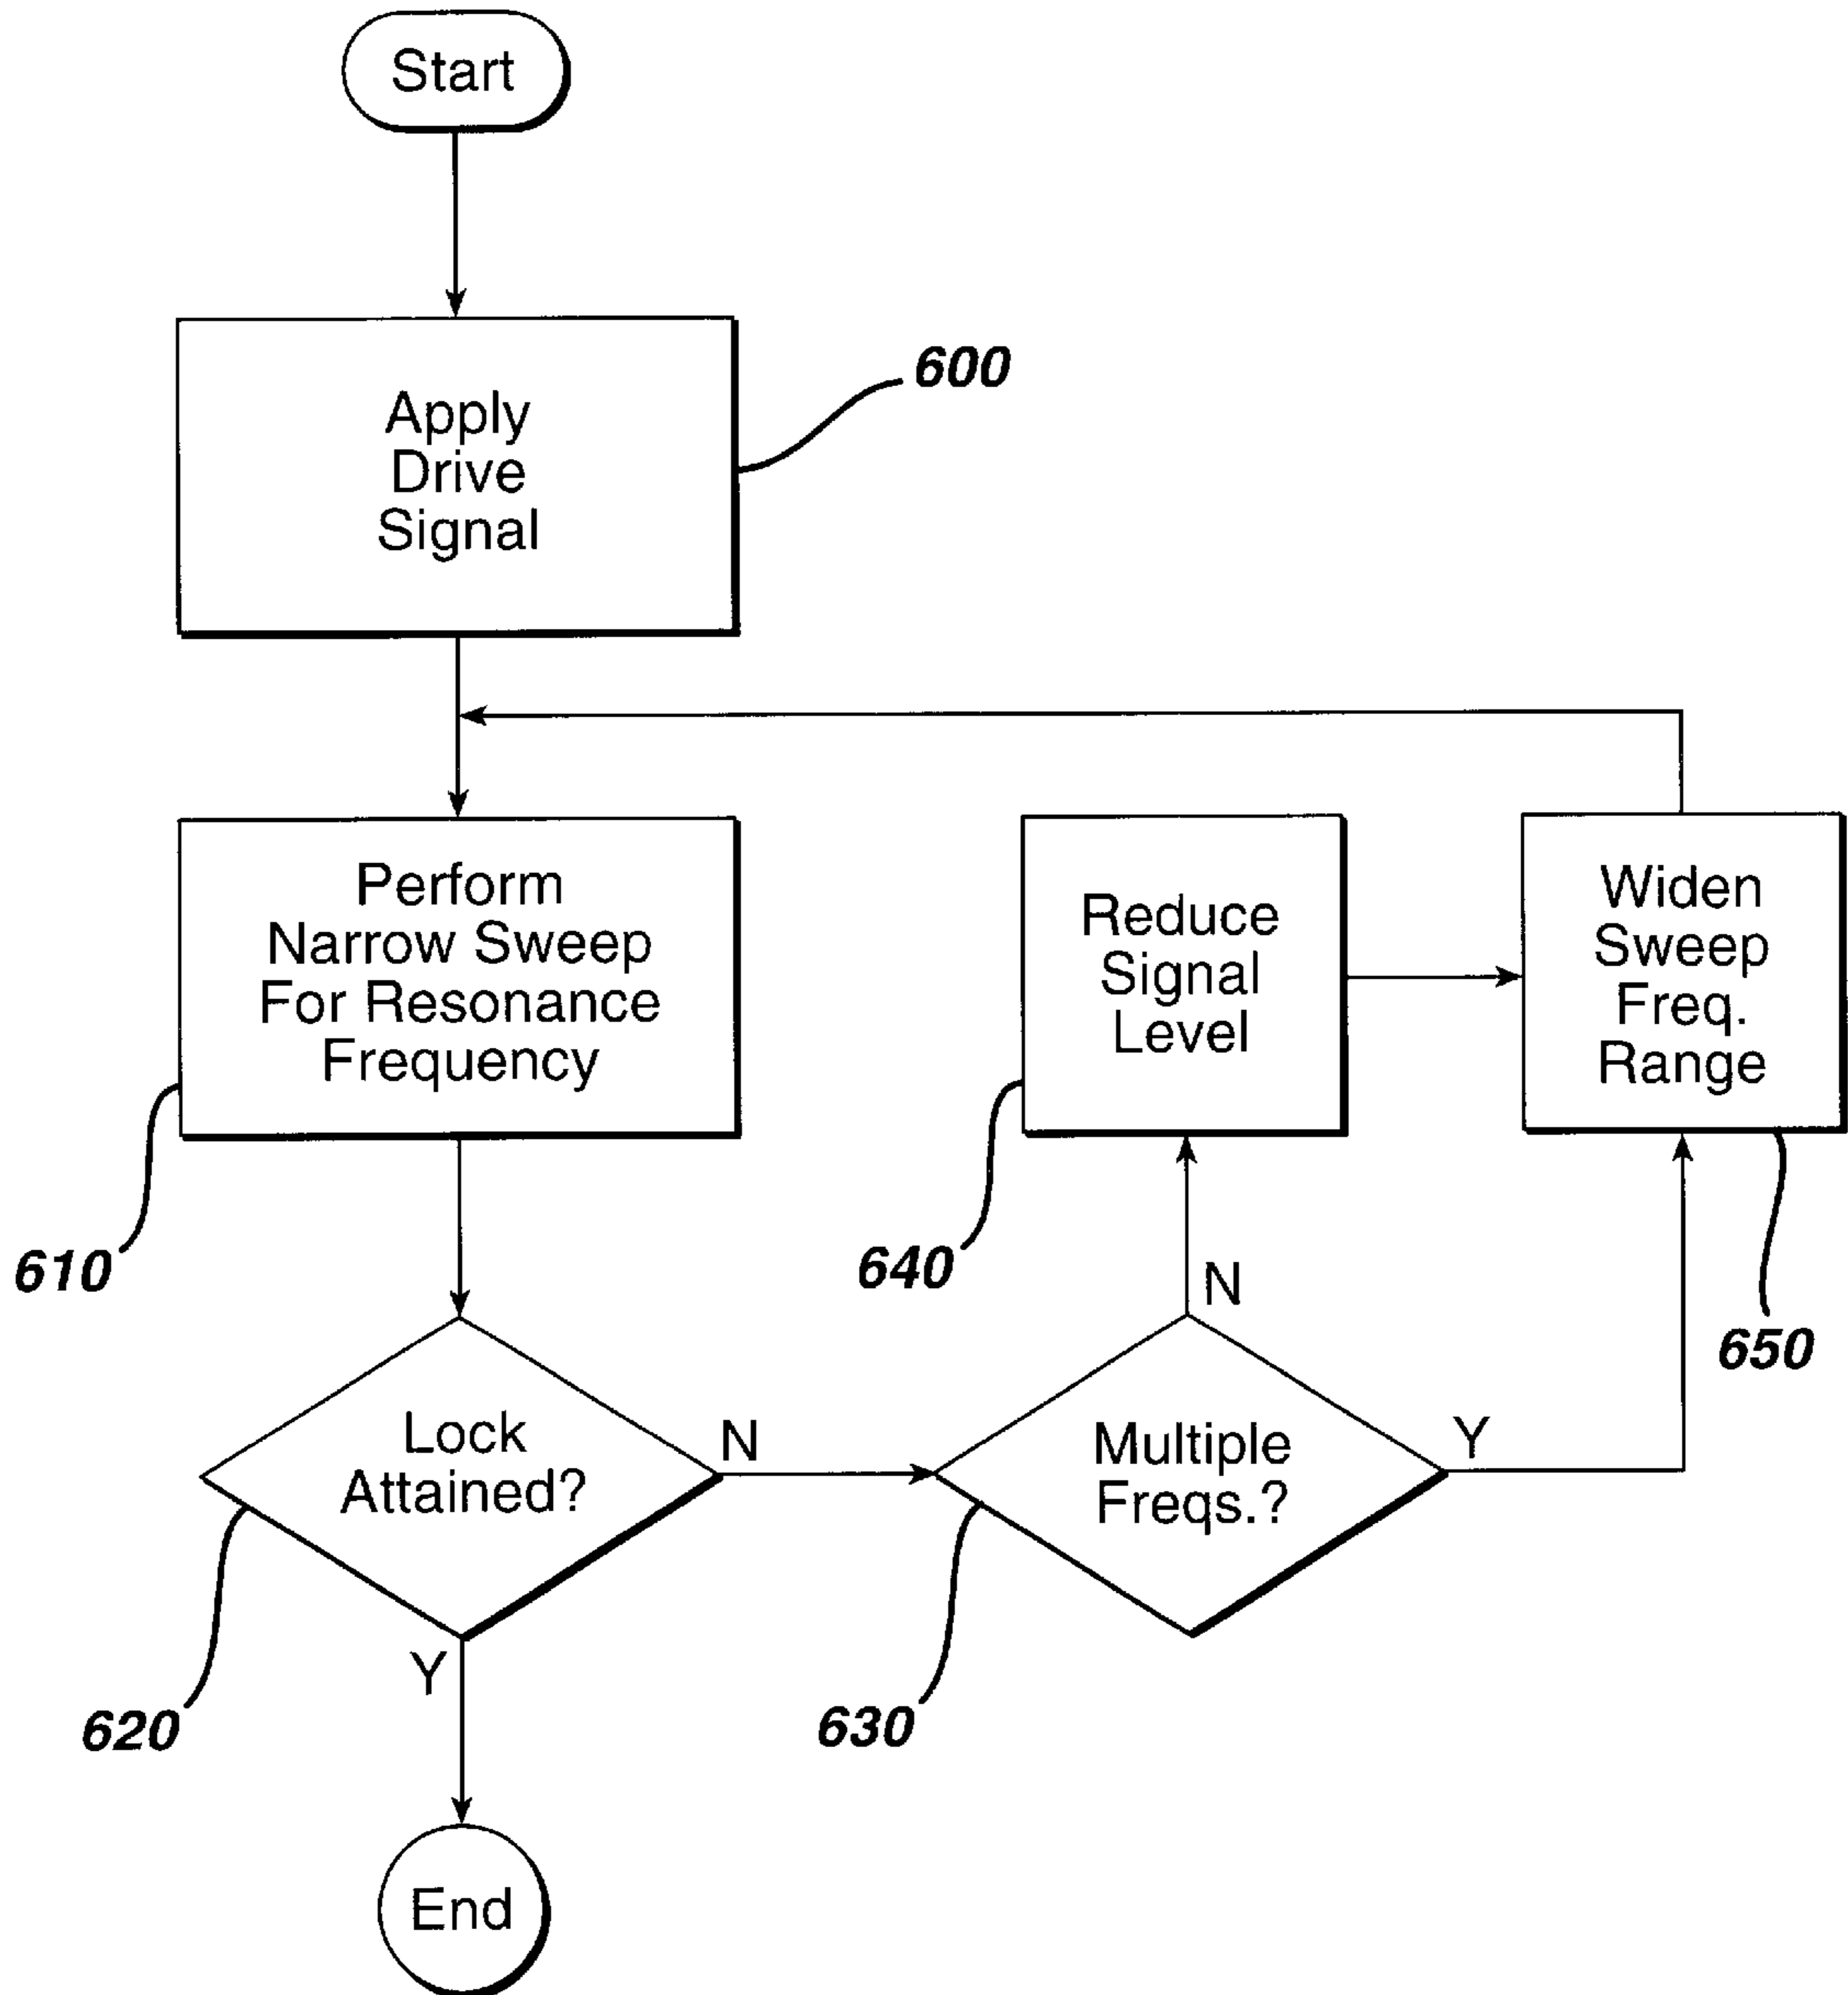 Start
Apply
Drive
Signal
600
Perform
Narrow Sweep
For Resonance
Frequency
610
Reduce
Signal
Level
640
Widen
Sweep
Freq.
Range
650
Lock
Attained?
N
Y
620
Multiple
Freqs.?
N
Y
630
End